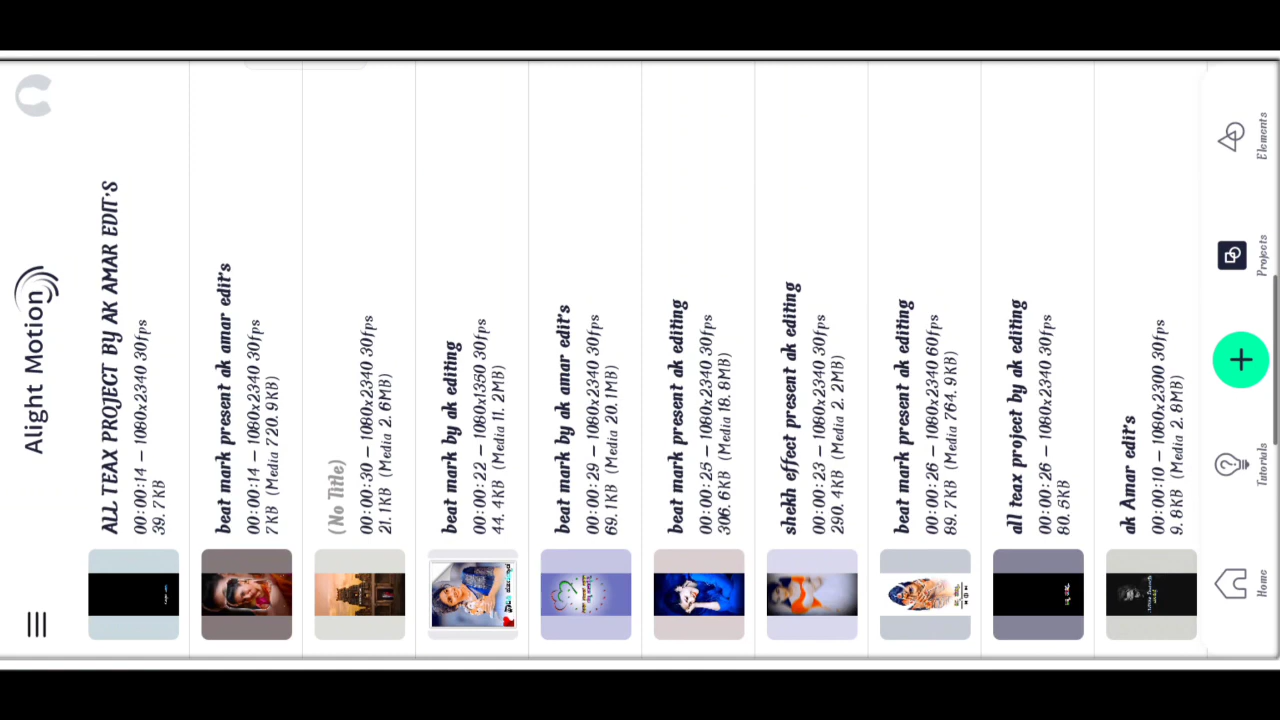 Alight Motion
ALL TEAX PROJECT BY AK AMAR EDIT'S
00:00:14 – 1080x2340 30fps
39.7KB
beat mark present ak amar edit's
00:00:14 – 1080x2340 30fps
7KB (Media 720.9KB)
(No Title)
00:00:30 – 1080x2340 30fps
21.1KB (Media 2.6MB)
beat mark by ak editing
00:00:22 – 1080x1350 30fps
44.4KB (Media 11.2MB)
beat mark by ak amar edit's
00:00:29 – 1080x2340 30fps
69.1KB (Media 20.1MB)
beat mark present ak editing
00:00:25 – 1080x2340 30fps
306.6KB (Media 18.8MB)
shekh effect present ak editing
00:00:23 – 1080x2340 30fps
290.4KB (Media 2.2MB)
beat mark present ak editing
00:00:26 – 1080x2340 60fps
89.7KB (Media 764.9KB)
all teax project by ak editing
00:00:26 – 1080x2340 30fps
80.5KB
ak Amar edit's
00:00:10 – 1080x2300 30fps
9.8KB (Media 2.8MB)
Home
Tutorials
Projects
Elements